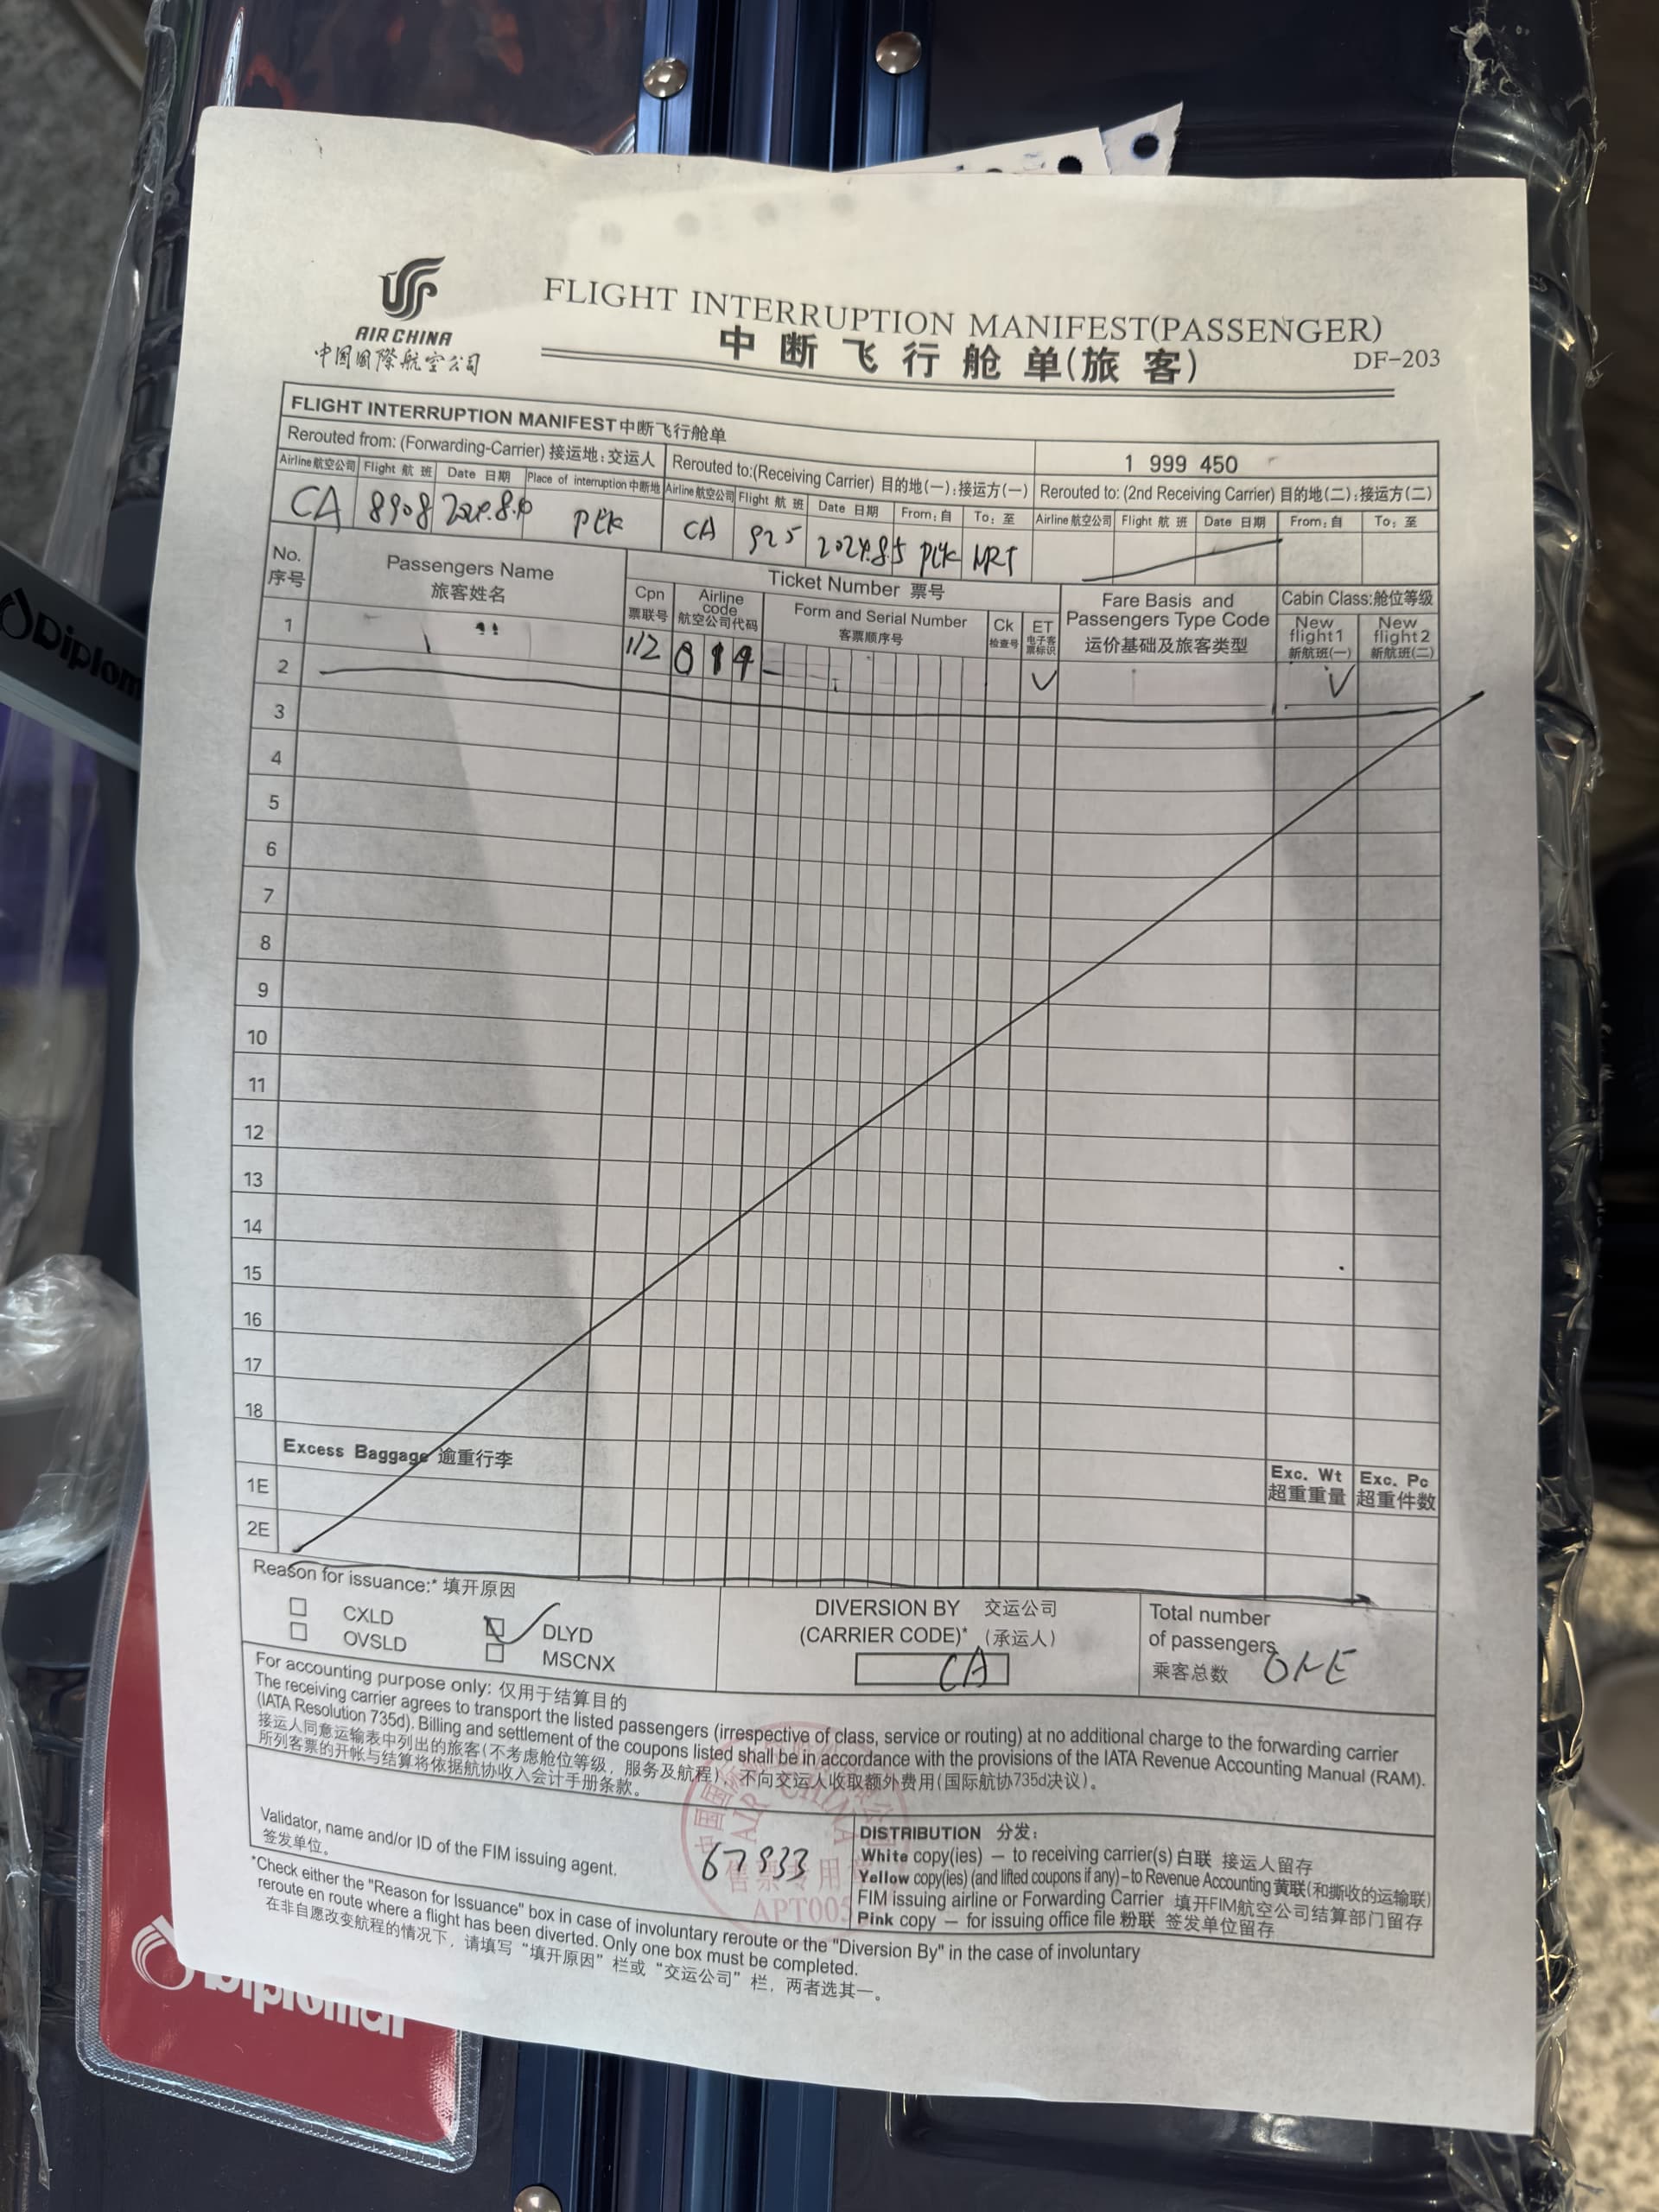 AIR CHINA
中国国際航空公司
FLIGHT INTERRUPTION MANIFEST(PASSENGER)
中断飞行舱单(旅客)
DF-203
FLIGHT INTERRUPTION MANIFEST 中断飞行舱单
1 999 450
Rerouted from: (Forwarding-Carrier) 接运地:交运人
Rerouted to:(Receiving Carrier) 目的地(一):接运方(一)
Rerouted to: (2nd Receiving Carrier) 目的地(二):接运方(二)
Airline 航空公司 Flight 航班 Date 日期 Place of interruption 中断地 Airline 航空公司 Flight 航班 Date 日期 From:自 To:至 Airline 航空公司 Flight 航班 Date 日期 From:自 To:至
CA 8908 PEK CA 925 2024.8.5 PEK NRT
No.
序号
Passengers Name
旅客姓名
Ticket Number 票号
Cpn
票联号
Airline
code
航空公司代码
Form and Serial Number
客票顺序号
Ck
检查号
ET
电子客
票标识
Fare Basis and
Passengers Type Code
运价基础及旅客类型
Cabin Class:舱位等级
New
flight1
新航班(一)
New
flight2
新航班(二)
1 1/2
2
3
4
5
6
7
8
9
10
11
12
13
14
15
16
17
18
Excess Baggage 逾重行李
Exc. Wt
超重重量
Exc. Pc
超重件数
1E
2E
Reason for issuance:* 填开原因
CXLD
DLYD
OVSLD
MSCNX
DIVERSION BY 交运公司
(CARRIER CODE)* (承运人)
CA
Total number
of passengers
乘客总数 ONE
For accounting purpose only: 仅用于结算目的
The receiving carrier agrees to transport the listed passengers (irrespective of class, service or routing) at no additional charge to the forwarding carrier
(IATA Resolution 735d). Billing and settlement of the coupons listed shall be in accordance with the provisions of the IATA Revenue Accounting Manual (RAM).
接运人同意运输表中列出的旅客(不考虑舱位等级，服务及航程)，不向交运人收取额外费用(国际航协735d决议)。
所列客票的开帐与结算将依据航协收入会计手册条款。
Validator, name and/or ID of the FIM issuing agent.
签发单位。
67933
AIR CHINA
售票专用
APT005
DISTRIBUTION 分发:
White copy(ies) — to receiving carrier(s) 白联 接运人留存
Yellow copy(ies) (and lifted coupons if any) – to Revenue Accounting 黄联(和撕收的运输联)
FIM issuing airline or Forwarding Carrier 填开FIM航空公司结算部门留存
Pink copy — for issuing office file 粉联 签发单位留存
*Check either the "Reason for Issuance" box in case of involuntary reroute or the "Diversion By" in the case of involuntary
reroute en route where a flight has been diverted. Only one box must be completed.
在非自愿改变航程的情况下，请填写“填开原因”栏或“交运公司”栏，两者选其一。
Diplom
Diplomat